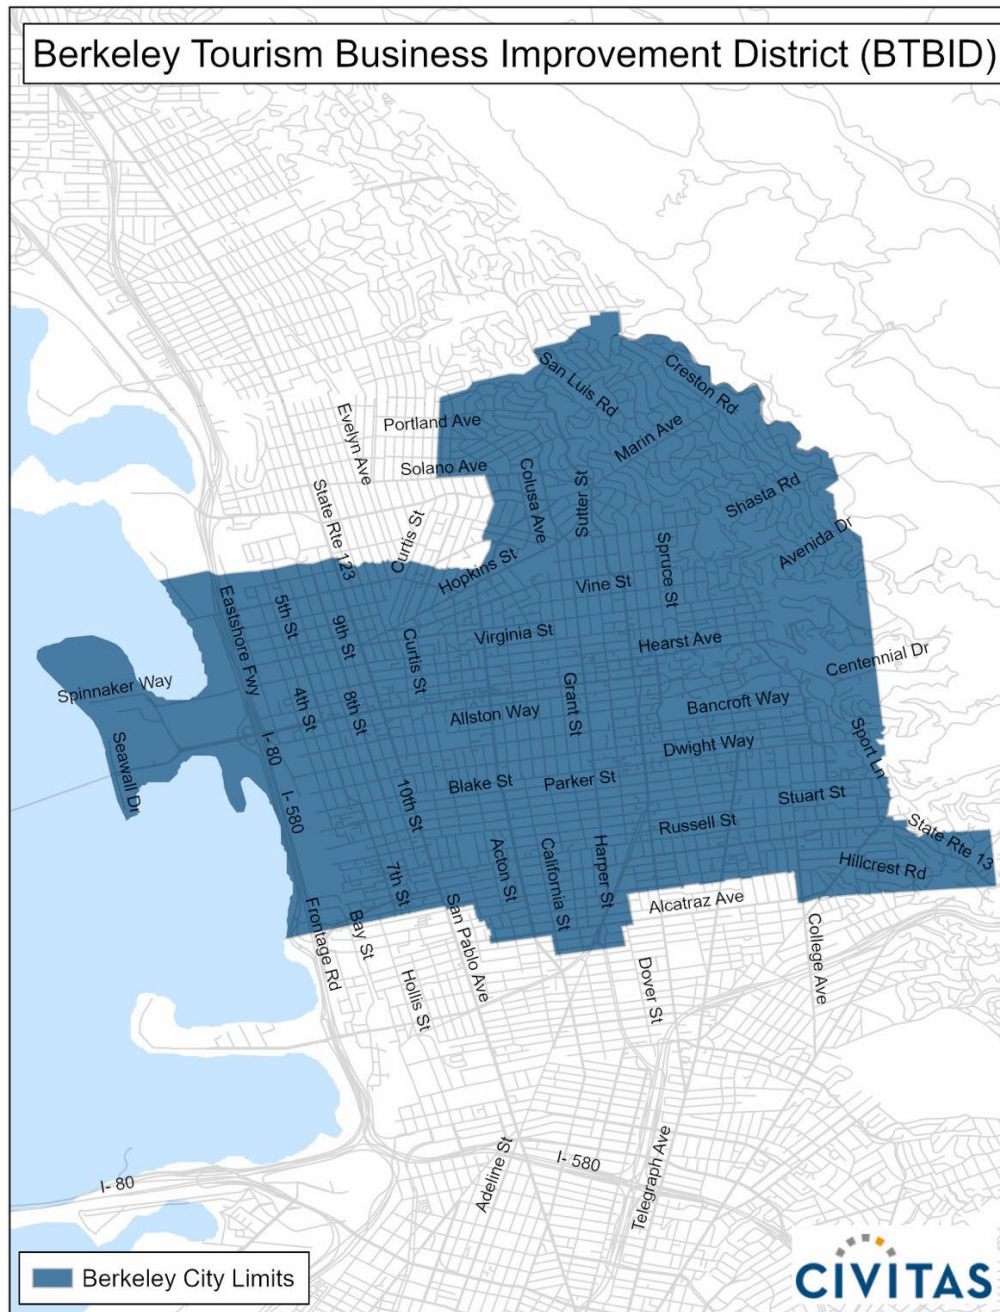 Berkeley Tourism Business Improvement District (BTBID)
San Luis Rd
Creston Rd
Evelyn Ave
Portland Ave
Marin Ave
Solano Ave
Colusa Ave
Sutter St
Shasta Rd
State Rte 123
Curtis St
Avenida Dr
Hopkins St
Spruce St
Vine St
Eastshore Fwy
5th St
9th St
Curtis St
Virginia St
Hearst Ave
Centennial Dr
Spinnaker Way
4th St
8th St
Grant St
Allston Way
Bancroft Way
Seawall Dr
I- 80
Dwight Way
Sport Ln
Blake St
Parker St
10th St
I- 580
Stuart St
Russell St
State Rte 13
Acton St
California St
Harper St
Hillcrest Rd
7th St
Alcatraz Ave
Frontage Rd
Bay St
San Pablo Ave
College Ave
Hollis St
Dover St
Adeline St
I- 580
Telegraph Ave
I- 80
Berkeley City Limits
CIVITAS